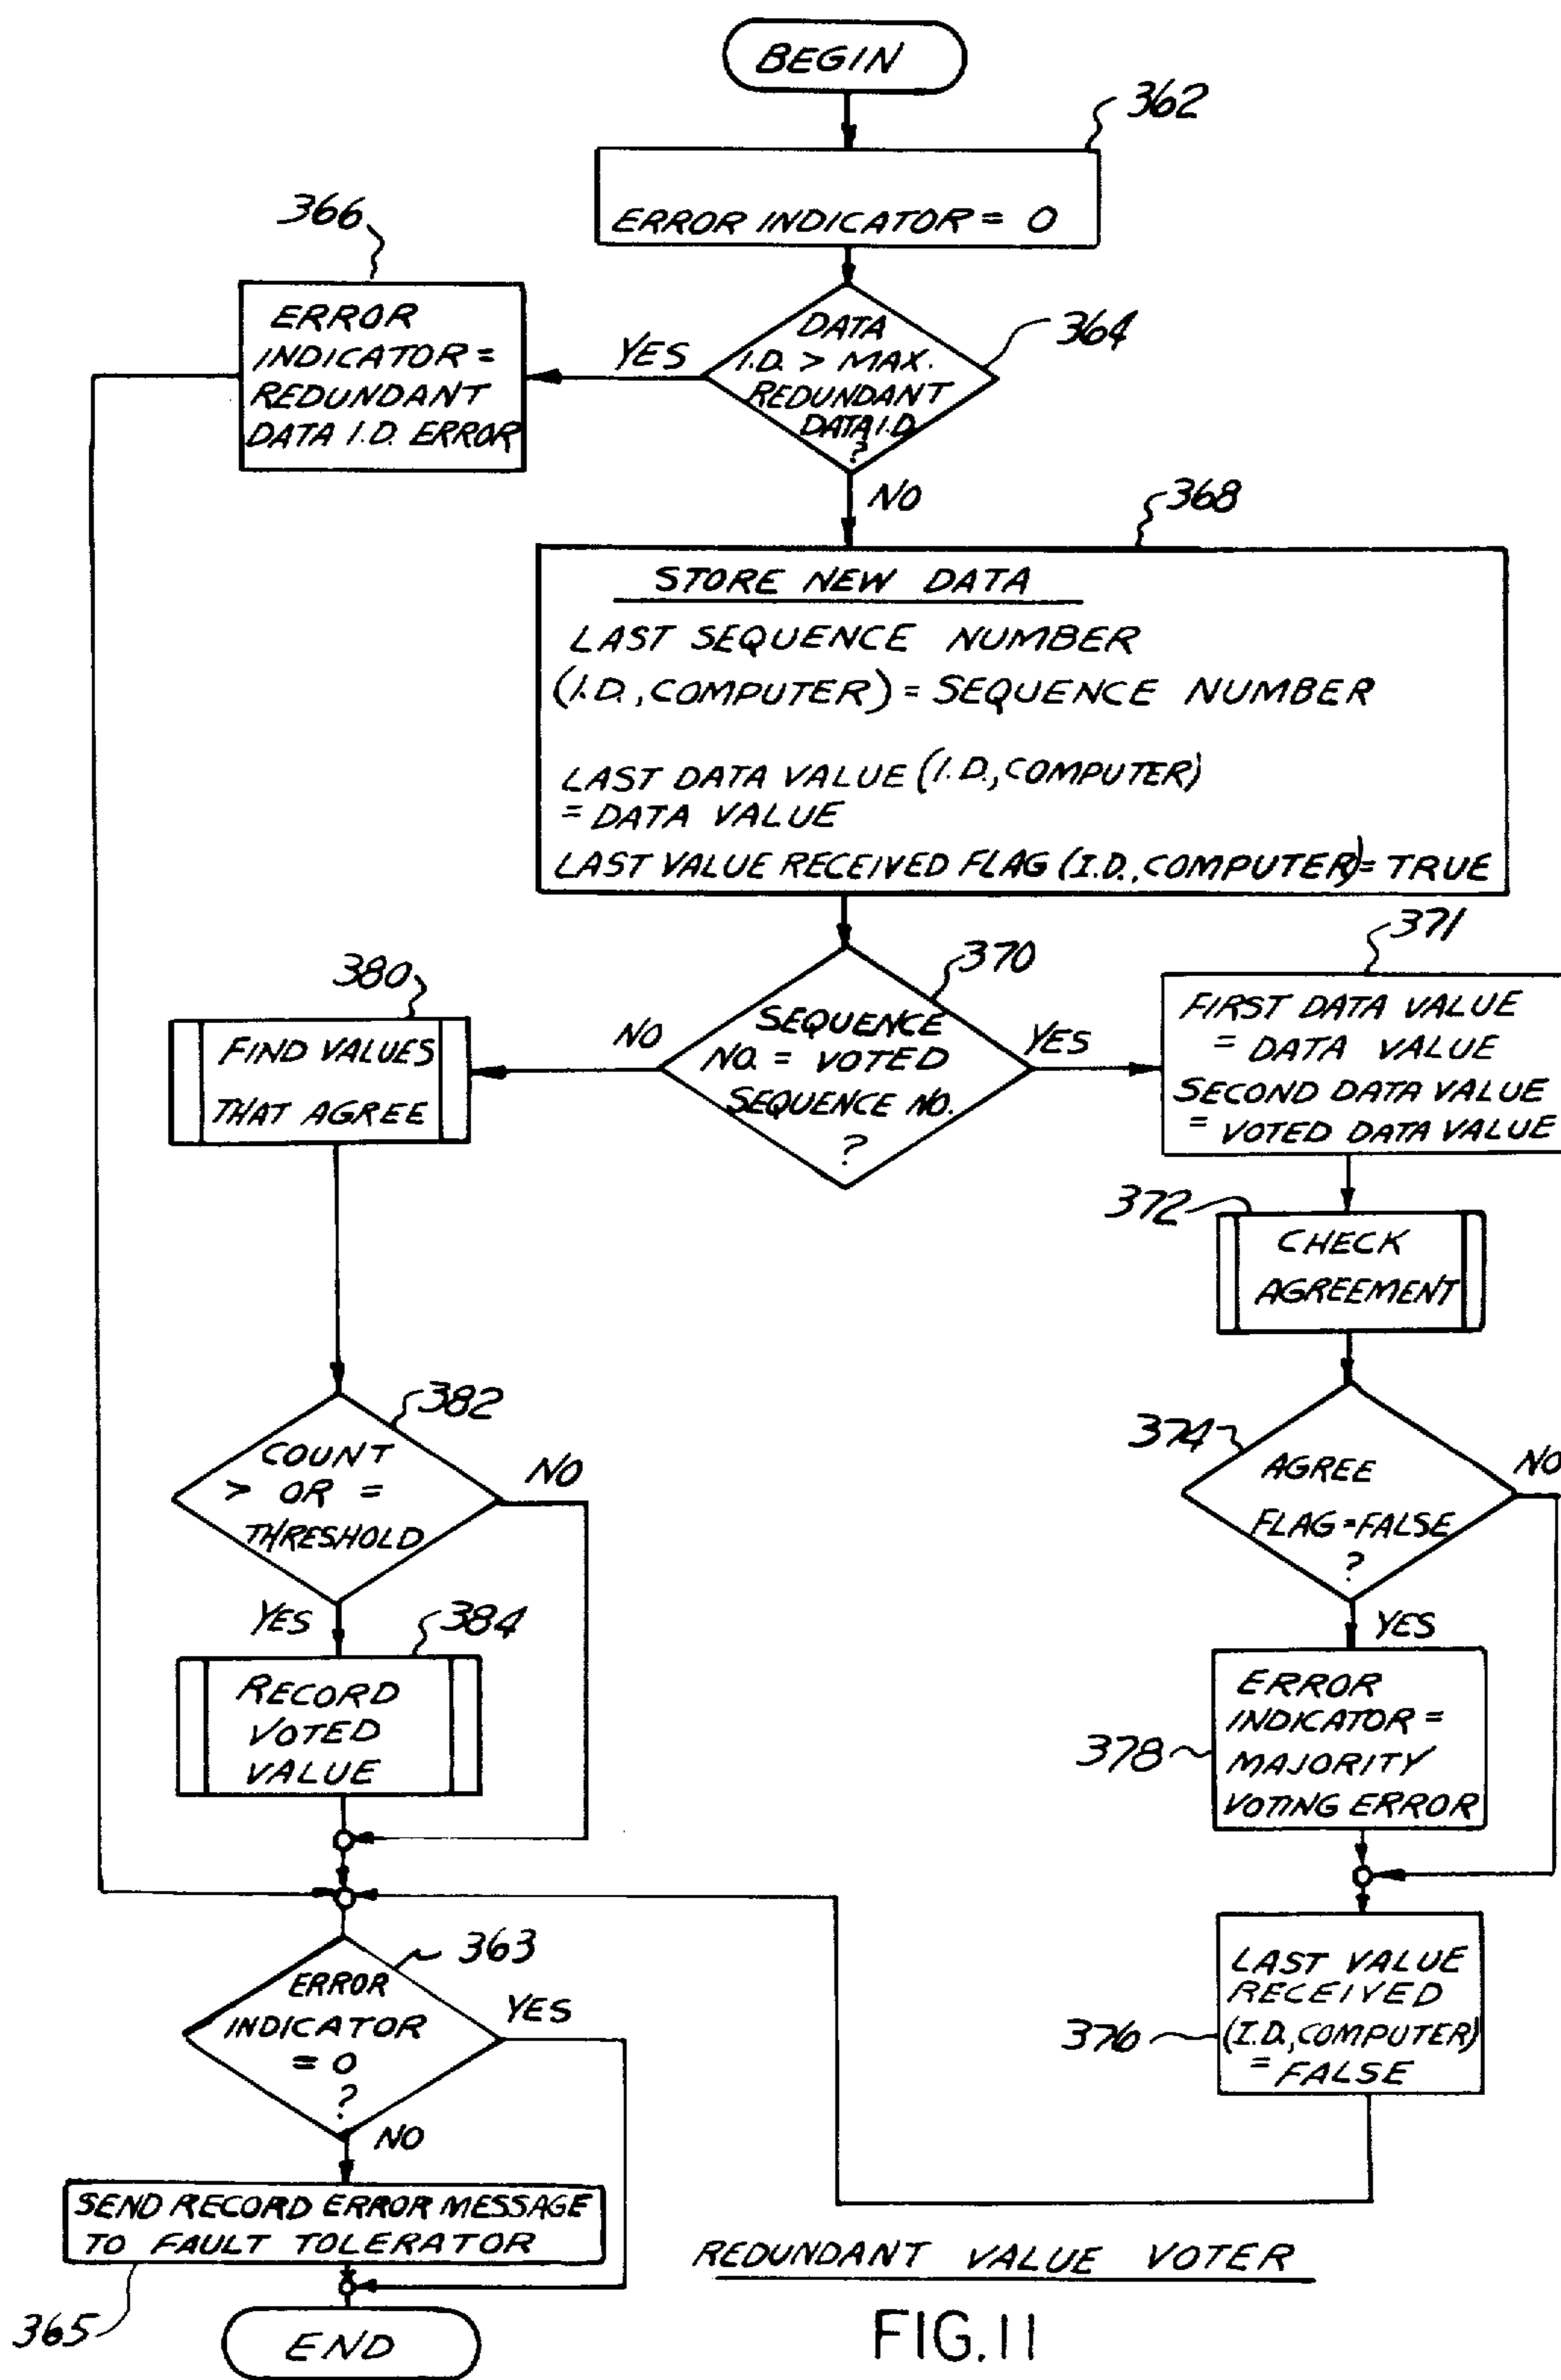 BEGIN
362
ERROR INDICATOR = 0
366
ERROR
INDICATOR =
REDUNDANT
DATA I.D. ERROR
YES
DATA
I.D. > MAX.
REDUNDANT
DATA I.D.
?
364
NO
368
STORE NEW DATA
LAST SEQUENCE NUMBER
(I.D., COMPUTER) = SEQUENCE NUMBER
LAST DATA VALUE (I.D., COMPUTER)
= DATA VALUE
LAST VALUE RECEIVED FLAG (I.D., COMPUTER) = TRUE
380
FIND VALUES
THAT AGREE
NO
370
SEQUENCE
NO. = VOTED
SEQUENCE NO.
?
YES
371
FIRST DATA VALUE
= DATA VALUE
SECOND DATA VALUE
= VOTED DATA VALUE
372
CHECK
AGREEMENT
382
COUNT
> OR =
THRESHOLD
NO
374
AGREE
FLAG = FALSE
?
NO
YES
384
RECORD
VOTED
VALUE
YES
378
ERROR
INDICATOR =
MAJORITY
VOTING ERROR
363
ERROR
INDICATOR
= 0
?
YES
NO
376
LAST VALUE
RECEIVED
(I.D., COMPUTER)
= FALSE
SEND RECORD ERROR MESSAGE
TO FAULT TOLERATOR
365
END
REDUNDANT VALUE VOTER
FIG. 11